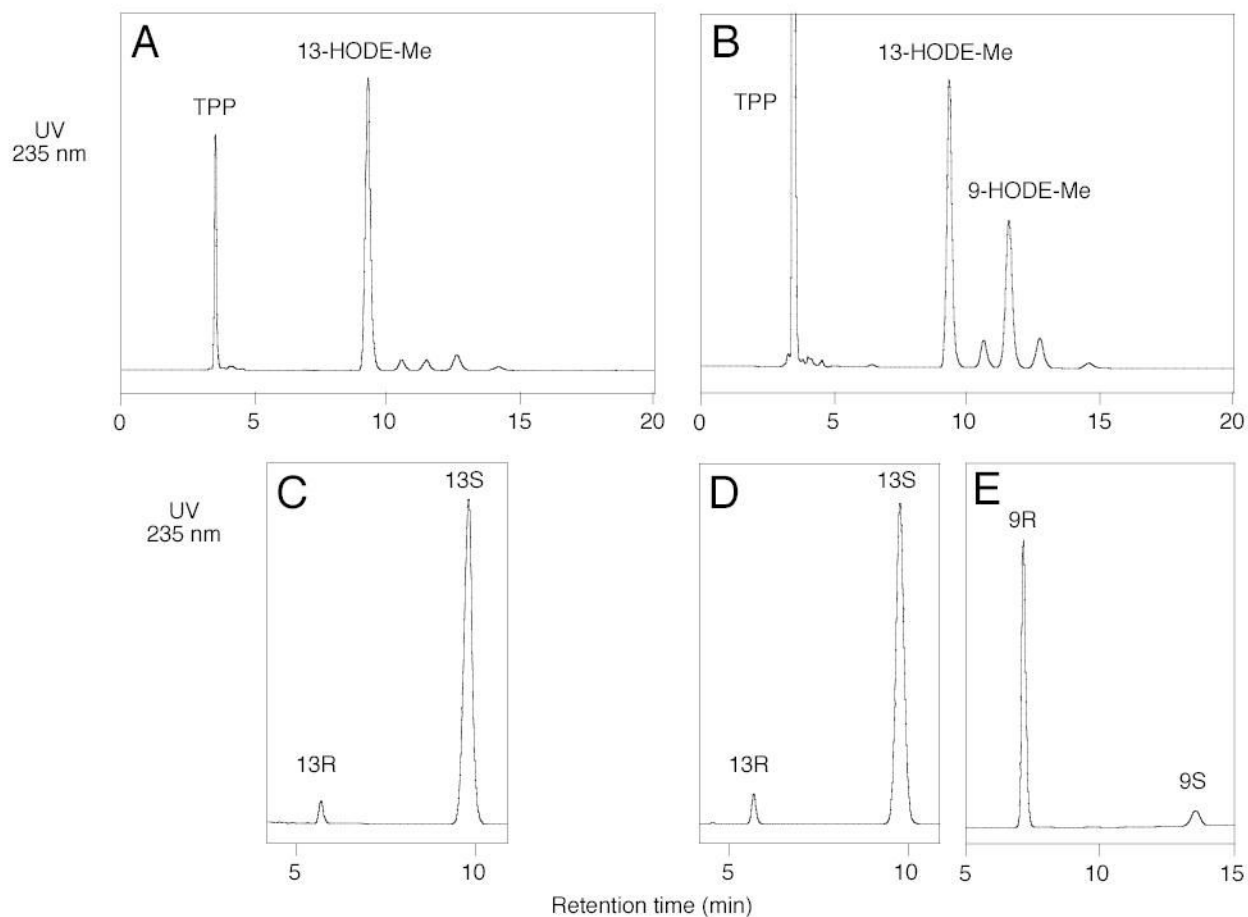 A
13-HODE-Me
TPP
UV
235 nm
0 5 10 15 20
B
13-HODE-Me
TPP
9-HODE-Me
0 5 10 15 20
C
13S
UV
235 nm
13R
5 10
D
13S
13R
5 10
E
9R
9S
5 10 15
Retention time (min)